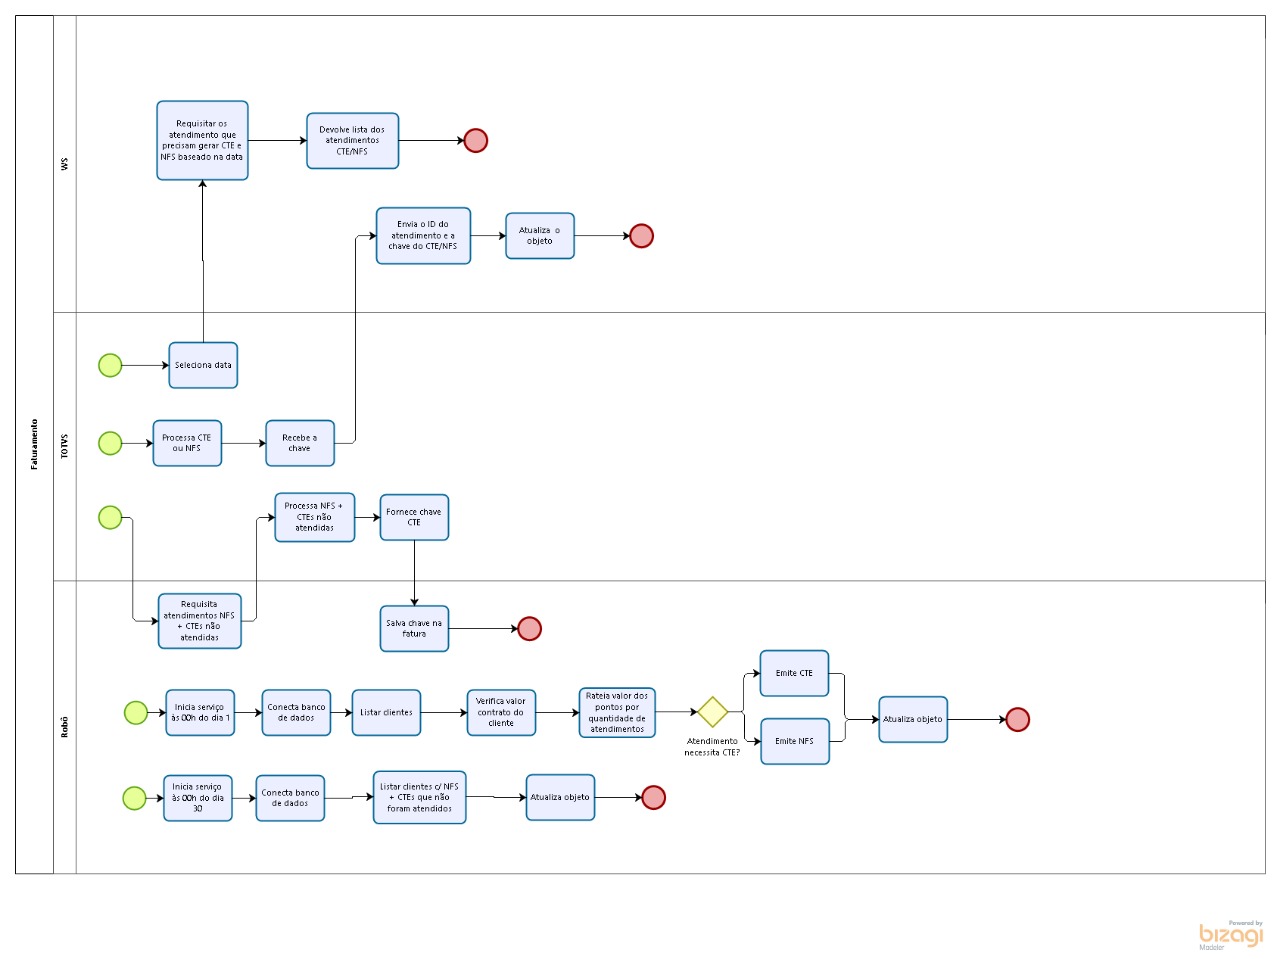 Faturamento
WS
Requisitar os
atendimento que
precisam gerar CTE e
NFS baseado na data
Devolve lista dos
atendimentos
CTE/NFS
Envia o ID do
atendimento e a
chave do CTE/NFS
Atualiza o
objeto
TOTVS
Seleciona data
Processa CTE
ou NFS
Recebe a
chave
Processa NFS +
CTEs não
atendidas
Fornece chave
CTE
Robô
Requisita
atendimentos NFS
+ CTEs não
atendidas
Salva chave na
fatura
Inicia serviço
às 00h do dia 1
Conecta banco
de dados
Listar clientes
Verifica valor
contrato do
cliente
Rateia valor dos
pontos por
quantidade de
atendimentos
Atendimento
necessita CTE?
Emite CTE
Emite NFS
Atualiza objeto
Inicia serviço
às 00h do dia
30
Conecta banco
de dados
Listar clientes c/ NFS
+ CTEs que não
foram atendidos
Atualiza objeto
Powered by
bizagi
Modeler